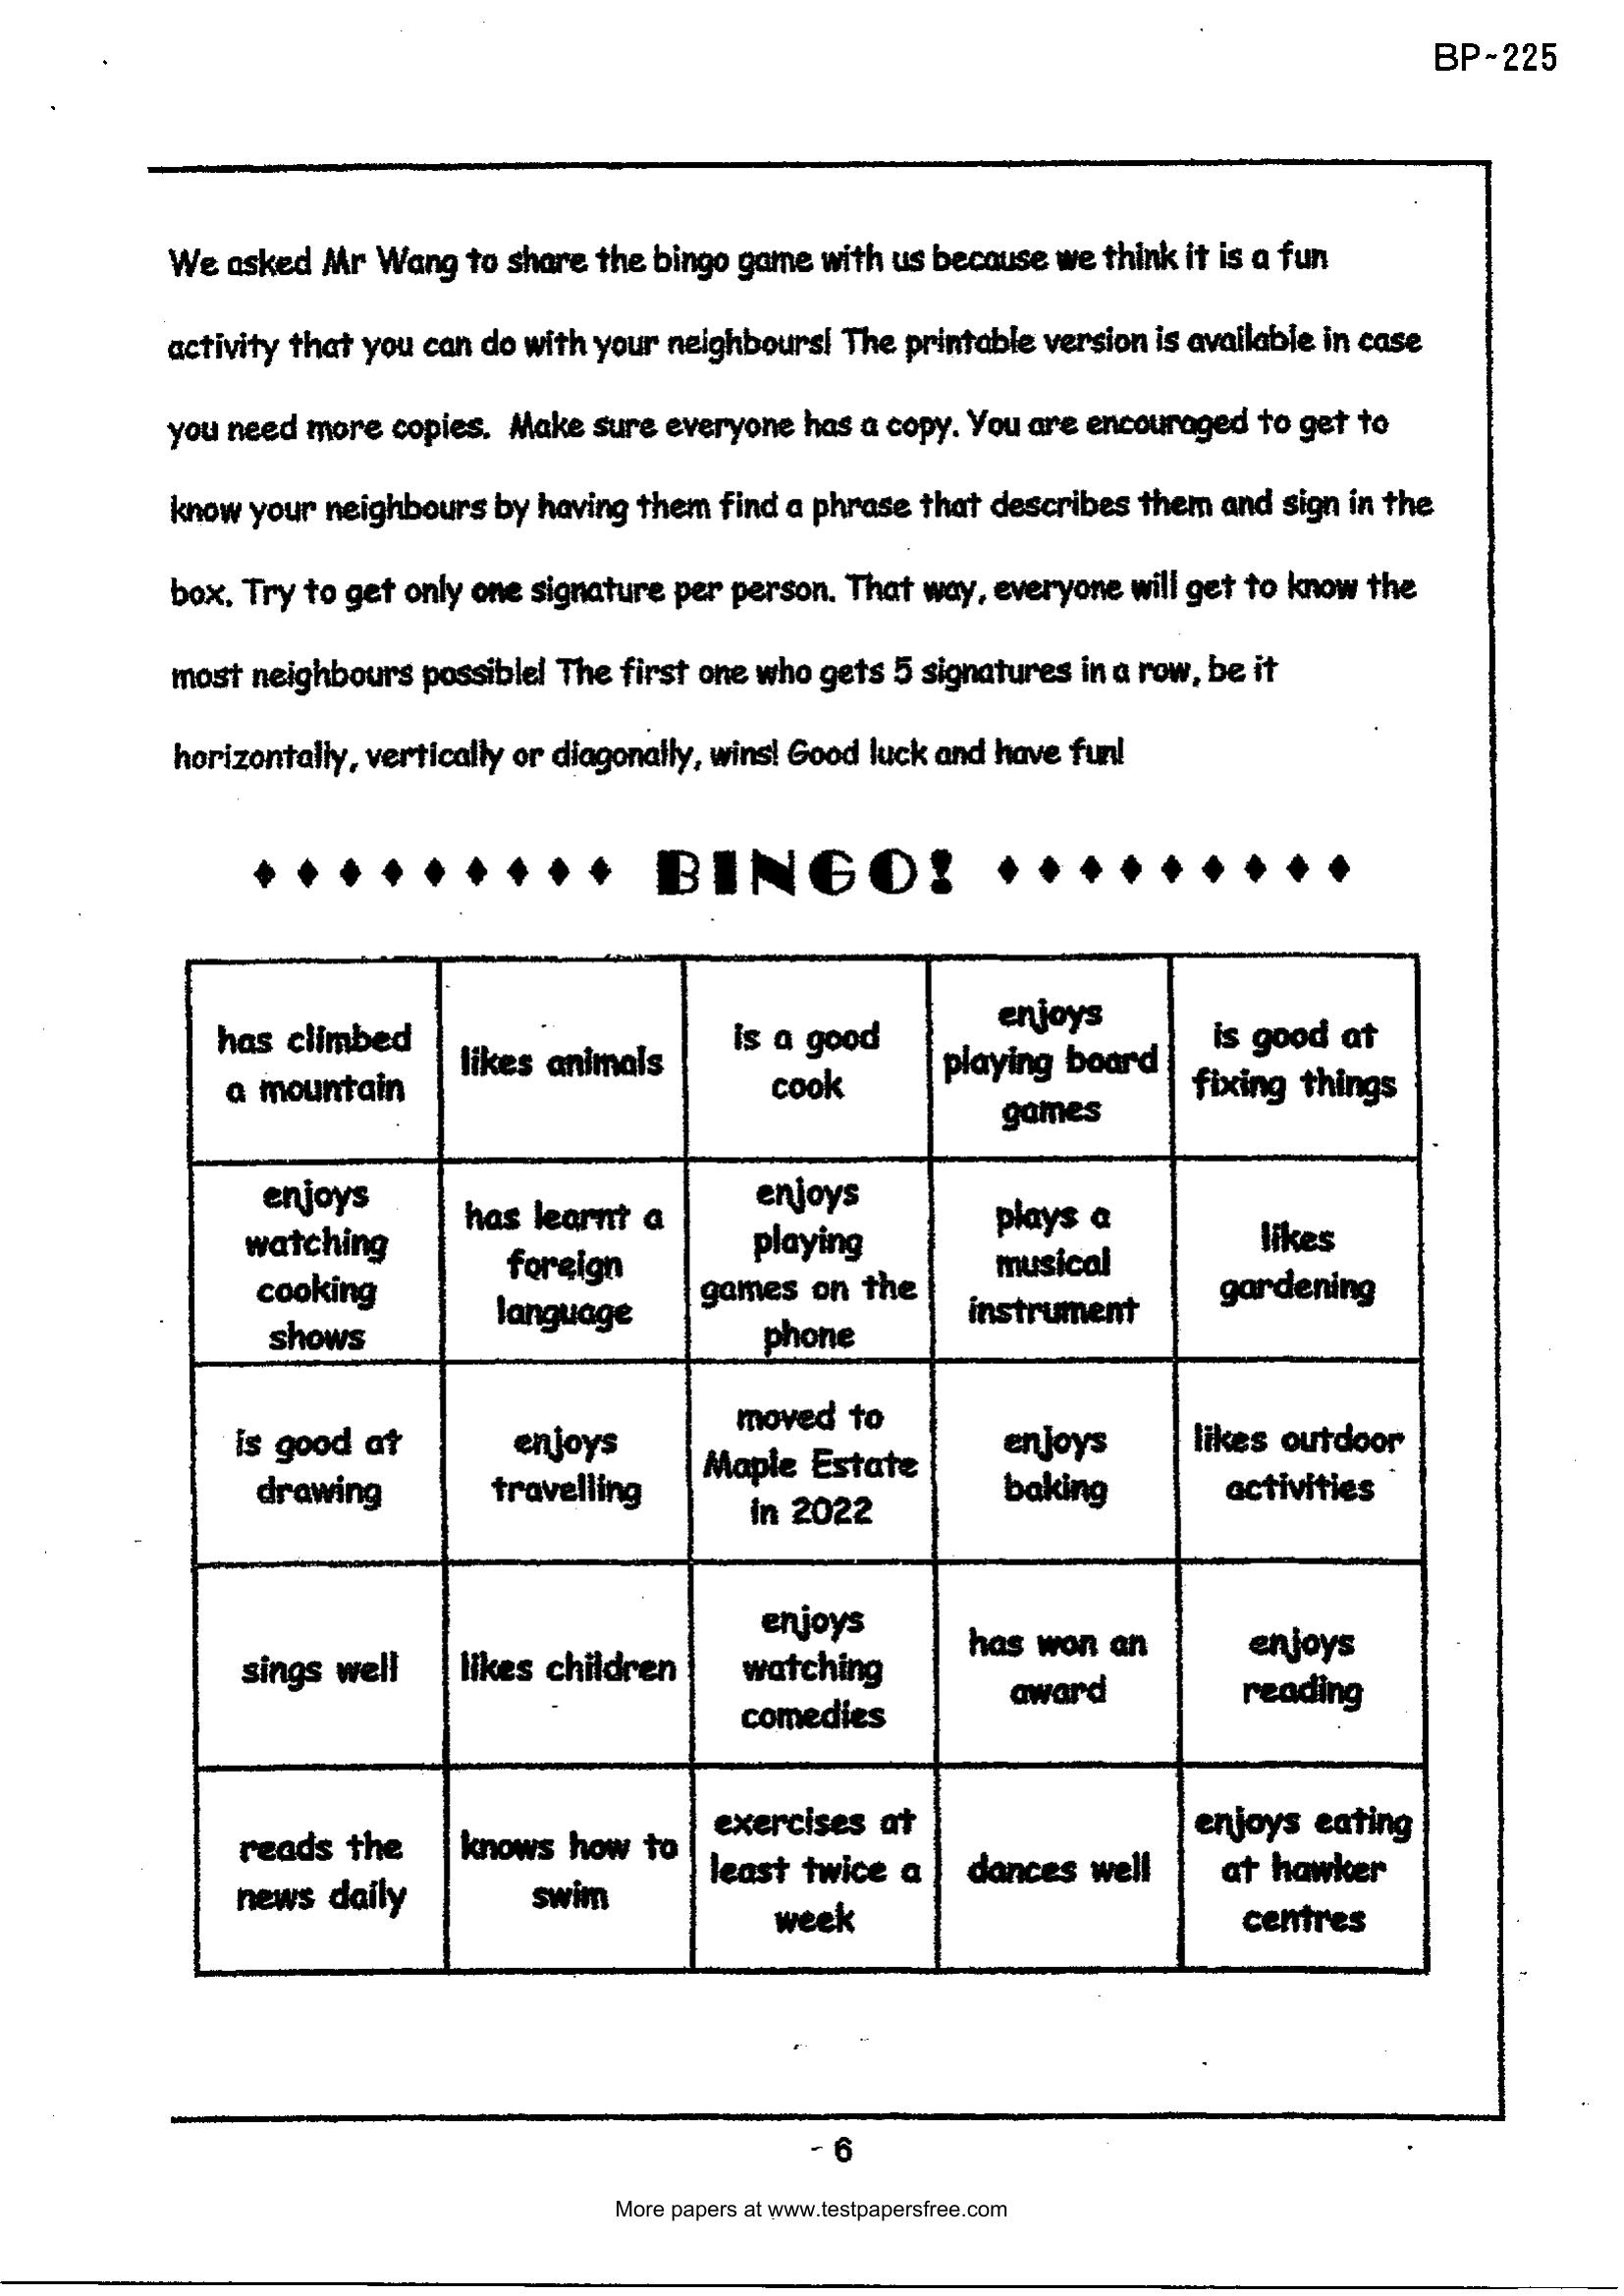 BP-225
We asked Mr Wang to share the bingo game with us because we think it is a fun
activity that you can do with your neighbours! The printable version is available in case
you need more copies. Make sure everyone has a copy. You are encouraged to get to
know your neighbours by having them find a phrase that describes them and sign in the
box. Try to get only one signature per person. That way, everyone will get to know the
most neighbours possible! The first one who gets 5 signatures in a row, be it
horizontally, vertically or diagonally, wins! Good luck and have fun!
BINGO!
has climbed
a mountain
likes animals
is a good
cook
enjoys
playing board
games
is good at
fixing things
enjoys
watching
cooking
shows
has learnt a
foreign
language
enjoys
playing
games on the
phone
plays a
musical
instrument
likes
gardening
is good at
drawing
enjoys
travelling
moved to
Maple Estate
in 2022
enjoys
baking
likes outdoor
activities
sings well
likes children
enjoys
watching
comedies
has won an
award
enjoys
reading
reads the
news daily
knows how to
swim
exercises at
least twice a
week
dances well
enjoys eating
at hawker
centres
- 6
More papers at www.testpapersfree.com